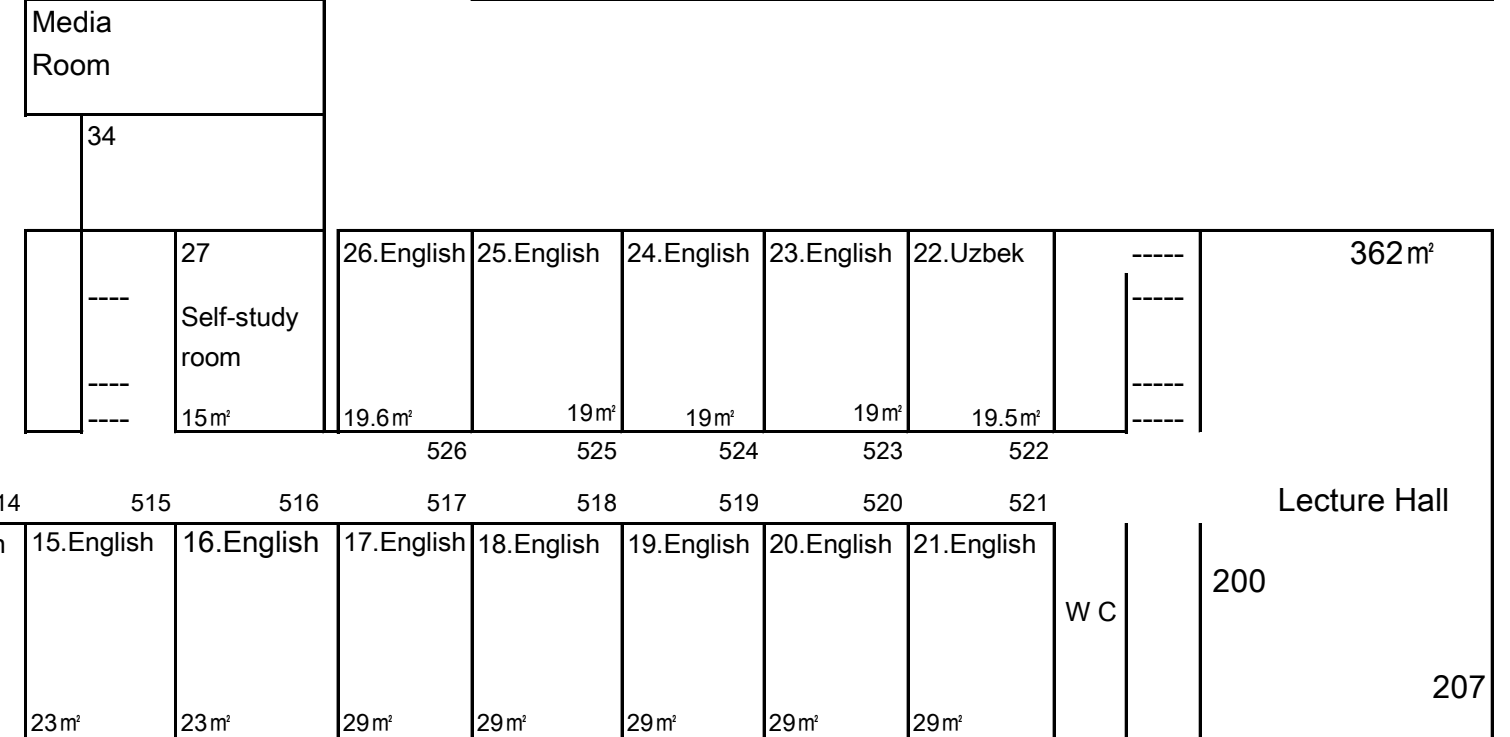 Media
Room
34
27 26.English 25.English 24.English 23.English 22.Uzbek ----- 362㎡
---- -----
Self-study
room
---- -----
---- 15㎡ 19.6㎡ 19㎡ 19㎡ 19㎡ 19.5㎡ -----
526 525 524 523 522
14 515 516 517 518 519 520 521 Lecture Hall
15.English 16.English 17.English 18.English 19.English 20.English 21.English
200
W C
207
23㎡ 23㎡ 29㎡ 29㎡ 29㎡ 29㎡ 29㎡